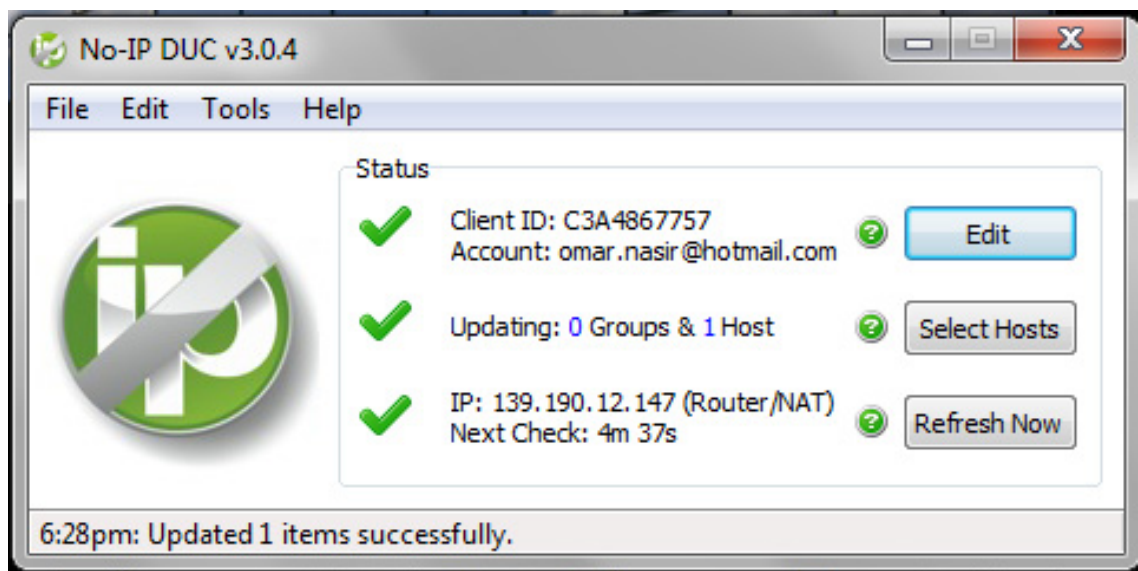 No-IP DUC v3.0.4
File Edit Tools Help
ip
Status
Client ID: C3A4867757
Account: omar.nasir@hotmail.com
Edit
Updating: 0 Groups & 1 Host
Select Hosts
IP: 139.190.12.147 (Router/NAT)
Next Check: 4m 37s
Refresh Now
6:28pm: Updated 1 items successfully.